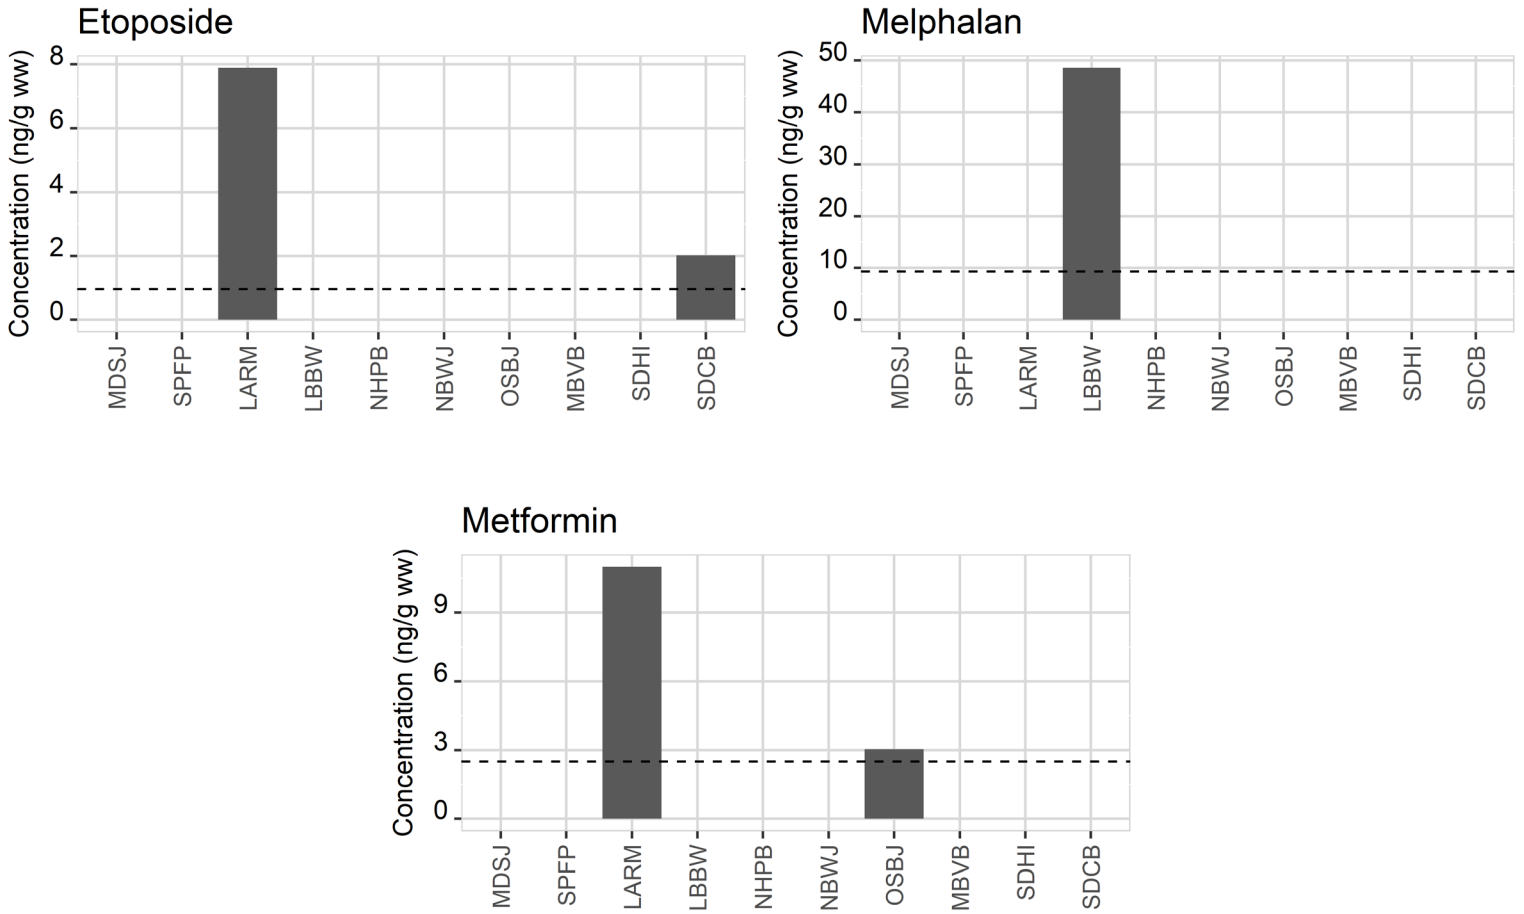 Etoposide
Concentration (ng/g ww)
8
6
4
2
0
MDSJ
SPFP
LARM
LBBW
NHPB
NBWJ
OSBJ
MBVB
SDHI
SDCB
Melphalan
Concentration (ng/g ww)
50
40
30
20
10
0
MDSJ
SPFP
LARM
LBBW
NHPB
NBWJ
OSBJ
MBVB
SDHI
SDCB
Metformin
Concentration (ng/g ww)
9
6
3
0
MDSJ
SPFP
LARM
LBBW
NHPB
NBWJ
OSBJ
MBVB
SDHI
SDCB